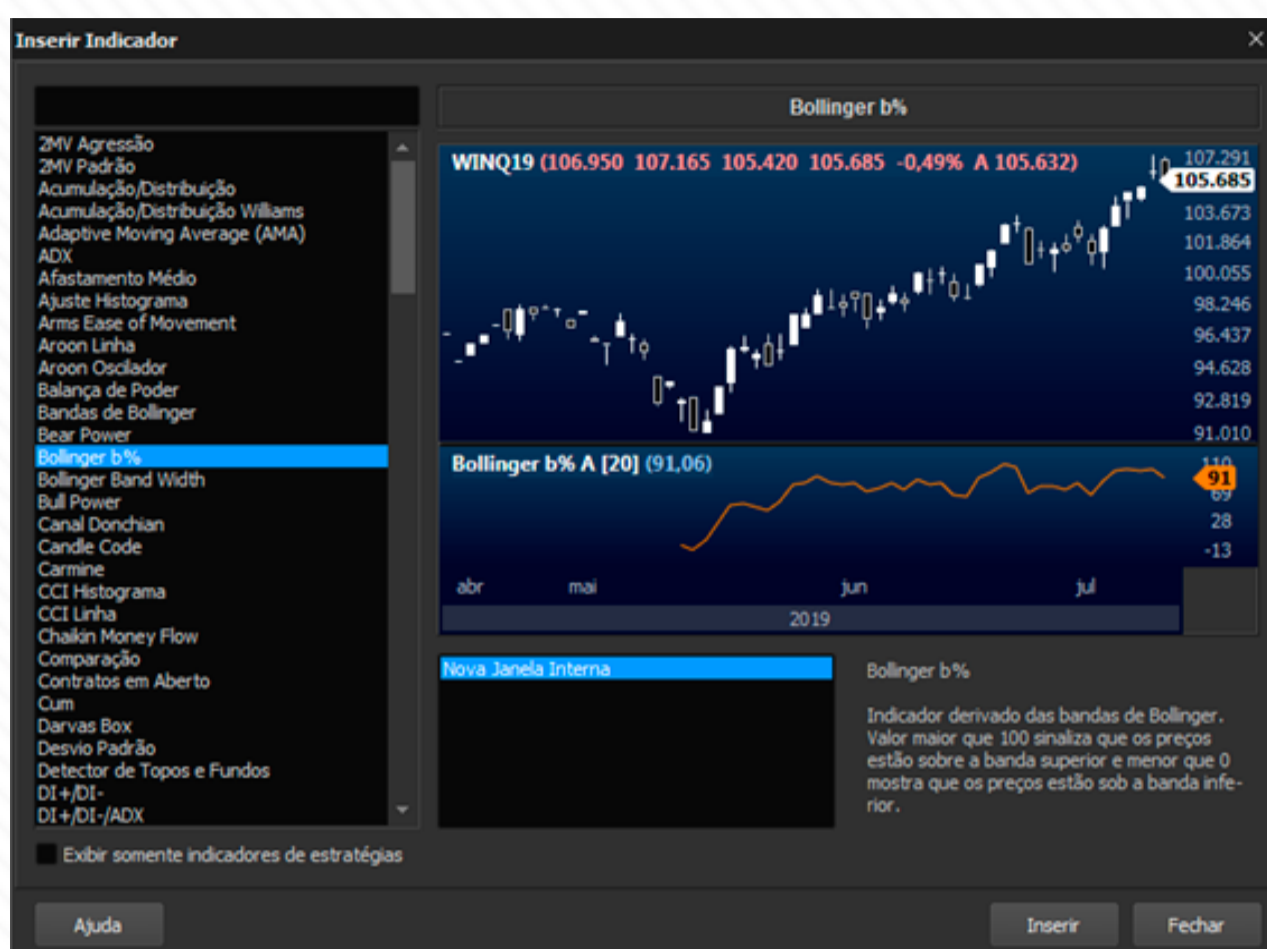 Inserir Indicador
2MV Agressão
2MV Padrão
Acumulação/Distribuição
Acumulação/Distribuição Williams
Adaptive Moving Average (AMA)
ADX
Afastamento Médio
Ajuste Histograma
Arms Ease of Movement
Aroon Linha
Aroon Oscilador
Balança de Poder
Bandas de Bollinger
Bear Power
Bollinger b%
Bollinger Band Width
Bull Power
Canal Donchian
Candle Code
Carmine
CCI Histograma
CCI Linha
Chaikin Money Flow
Comparação
Contratos em Aberto
Cum
Darvas Box
Desvio Padrão
Detector de Topos e Fundos
DI+/DI-
DI+/DI-/ADX
Exibir somente indicadores de estratégias
Bollinger b%
WINQ19 (106.950 107.165 105.420 105.685 -0,49% A 105.632)
107.291
105.685
103.673
101.864
100.055
98.246
96.437
94.628
92.819
91.010
Bollinger b% A [20] (91,06)
110
91
69
28
-13
abr mai jun jul
2019
Nova Janela Interna
Bollinger b%
Indicador derivado das bandas de Bollinger.
Valor maior que 100 sinaliza que os preços
estão sobre a banda superior e menor que 0
mostra que os preços estão sob a banda infe-
rior.
Ajuda
Inserir
Fechar